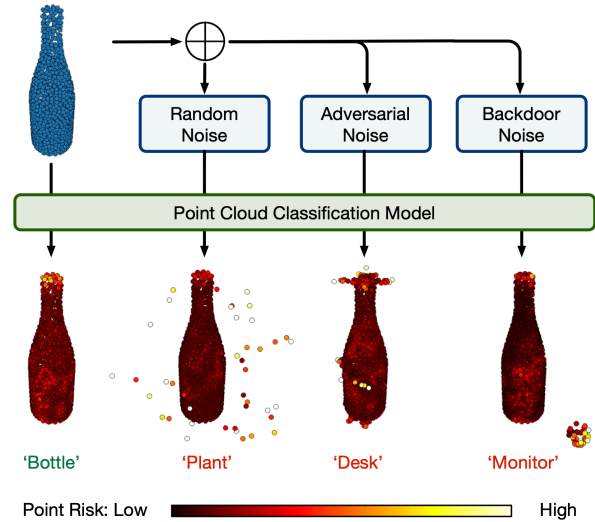 Random
Noise
Adversarial
Noise
Backdoor
Noise
Point Cloud Classification Model
‘Bottle’
‘Plant’
‘Desk’
‘Monitor’
Point Risk: Low
High